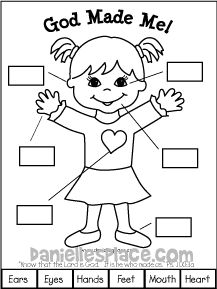 God Made Me!
DaniellesPlace.com
"Know that the Lord is God. It is he who made us." Ps. 100:3a
Ears Eyes Hands Feet Mouth Heart